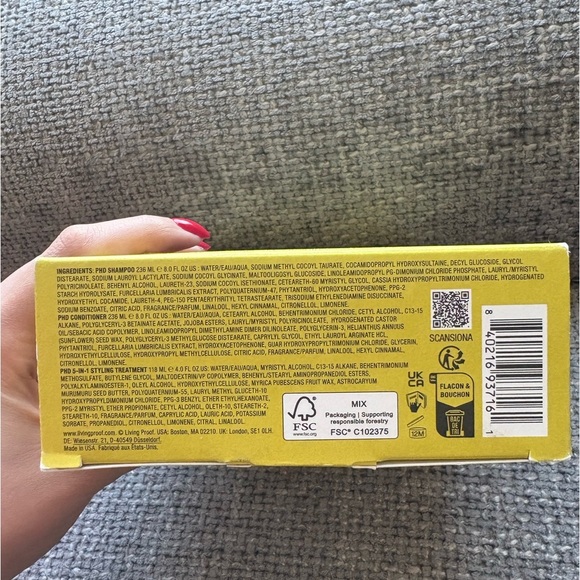 INGREDIENTS: PHD SHAMPOO 236 ML ℮ 8.0 FL OZ US: WATER/EAU/AQUA, SODIUM METHYL COCOYL TAURATE, COCAMIDOPROPYL HYDROXYSULTAINE, DECYL GLUCOSIDE, GLYCOL
DISTEARATE, SODIUM LAUROYL LACTYLATE, SODIUM COCOYL GLYCINATE, MALTOOLIGOSYL GLUCOSIDE, LINOLEAMIDOPROPYL PG-DIMONIUM CHLORIDE PHOSPHATE, LAURYL/MYRISTYL
POLYRICINOLEATE, BEHENYL ALCOHOL, LAURETH-23, SODIUM COCOYL ISETHIONATE, CETEARETH-60 MYRISTYL GLYCOL, CASSIA HYDROXYPROPYLTRIMONIUM CHLORIDE, HYDROGENATED
STARCH HYDROLYSATE, FURCELLARIA LUMBRICALIS EXTRACT, POLYQUATERNIUM-47, PHYTANTRIOL, HYDROXYACETOPHENONE, PPG-2
HYDROXYETHYL COCAMIDE, LAURETH-4, PEG-150 PENTAERYTHRITYL TETRASTEARATE, TRISODIUM ETHYLENEDIAMINE DISUCCINATE,
SODIUM BENZOATE, CITRIC ACID, FRAGRANCE/PARFUM, LINALOOL, HEXYL CINNAMAL, CITRONELLOL, LIMONENE.
PHD CONDITIONER 236 ML ℮ 8.0 FL OZ US: WATER/EAU/AQUA, CETEARYL ALCOHOL, BEHENTRIMONIUM CHLORIDE, CETYL ALCOHOL, C13-15
ALKANE, POLYGLYCERYL-3 BETAINATE ACETATE, JOJOBA ESTERS, LAURYL/MYRISTYL POLYRICINOLEATE, HYDROGENATED CASTOR
OIL/SEBACIC ACID COPOLYMER, LINOLEAMIDOPROPYL DIMETHYLAMINE DIMER DILINOLEATE, POLYGLYCERIN-3, HELIANTHUS ANNUUS
(SUNFLOWER) SEED WAX, POLYGLYCERYL-3 METHYLGLUCOSE DISTEARATE, CAPRYLYL GLYCOL, ETHYL LAUROYL ARGINATE HCL,
PHYTANTRIOL, FURCELLARIA LUMBRICALIS EXTRACT, HYDROXYACETOPHENONE, GUAR HYDROXYPROPYLTRIMONIUM CHLORIDE, GLYCERIN,
HYDROXYETHYLCELLULOSE, HYDROXYPROPYL METHYLCELLULOSE, CITRIC ACID, FRAGRANCE/PARFUM, LINALOOL, HEXYL CINNAMAL,
CITRONELLOL, LIMONENE.
PHD 5-IN-1 STYLING TREATMENT 118 ML ℮ 4.0 FL OZ US: WATER/EAU/AQUA, MYRISTYL ALCOHOL, C13-15 ALKANE, BEHENTRIMONIUM
METHOSULFATE, BUTYLENE GLYCOL, MALTODEXTRIN/VP COPOLYMER, GLYCERIN, BEHENYL/STEARYL AMINOPROPANEDIOL ESTERS,
POLYALKYLAMINOESTER-1, OLEYL ALCOHOL, HYDROXYETHYLCELLULOSE, MYRICA PUBESCENS FRUIT WAX, ASTROCARYUM
MURUMURU SEED BUTTER, POLYQUATERNIUM-55, LAURYL METHYL GLUCETH-10
HYDROXYPROPYLDIMONIUM CHLORIDE, PPG-3 BENZYL ETHER ETHYLHEXANOATE,
PPG-2 MYRISTYL ETHER PROPIONATE, CETYL ALCOHOL, OLETH-10, STEARETH-2,
STEARETH-10, FRAGRANCE/PARFUM, CAPRYLIC ACID, LAURIC ACID, POTASSIUM
SORBATE, PROPANEDIOL, CITRONELLOL, LIMONENE, CITRAL, LINALOOL.
www.livingproof.com. © Living Proof, USA: Boston, MA 02210. UK: London, SE1 0LH.
DE: Wiesenstr. 21, D-40549 Düsseldorf.
Made in USA. Fabriqué aux États-Unis.
FSC
www.fsc.org
MIX
Packaging | Supporting
responsible forestry
FSC® C102375
UK
CA
12M
SCANSIONA
FLACON &
BOUCHON
BAC
DE TRI
8 40216 93716 1